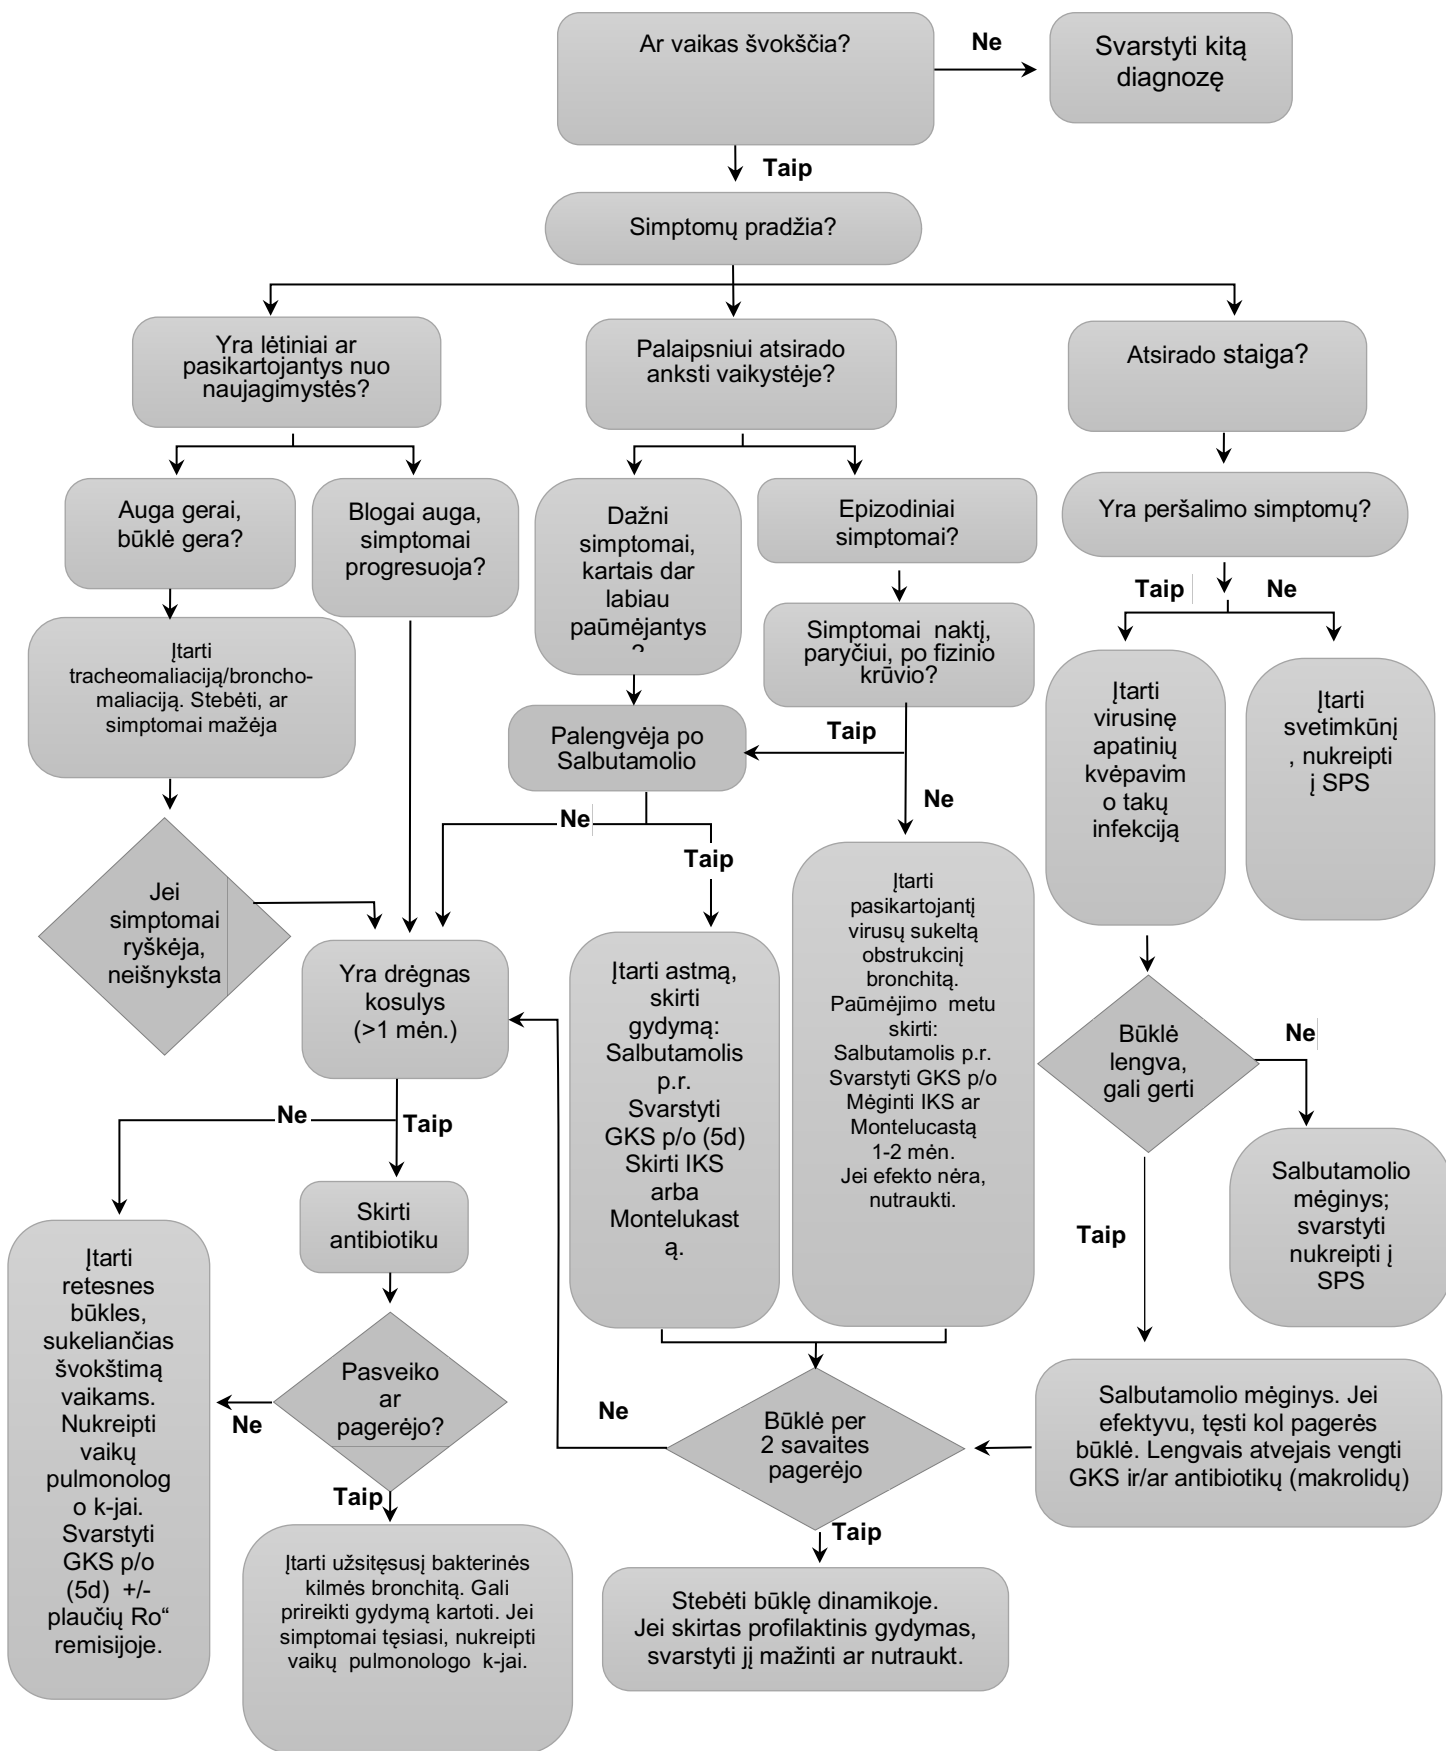 Ar vaikas švokščia?
Ne
Svarstyti kitą
diagnozę
Taip
Simptomų pradžia?
Yra lėtiniai ar
pasikartojantys nuo
naujagimystės?
Palaipsniui atsirado
anksti vaikystėje?
Atsirado staiga?
Auga gerai,
būklė gera?
Blogai auga,
simptomai
progresuoja?
Dažni
simptomai,
kartais dar
labiau
paūmėjantys
?
Epizodiniai
simptomai?
Yra peršalimo simptomų?
Taip
Ne
Įtarti
tracheomaliaciją/broncho-
maliaciją. Stebėti, ar
simptomai mažėja
Simptomai naktį,
paryčiui, po fizinio
krūvio?
Įtarti
virusinę
apatinių
kvėpavim
o takų
infekciją
Įtarti
svetimkūnį
, nukreipti
į SPS
Palengvėja po
Salbutamolio
Taip
Ne
Ne
Taip
Jei
simptomai
ryškėja,
neišnyksta
Yra drėgnas
kosulys
(>1 mėn.)
Įtarti astmą,
skirti
gydymą:
Salbutamolis
p.r.
Svarstyti
GKS p/o (5d)
Skirti IKS
arba
Montelukast
ą.
Įtarti
pasikartojantį
virusų sukeltą
obstrukcinį
bronchitą.
Paūmėjimo metu
skirti:
Salbutamolis p.r.
Svarstyti GKS p/o
Mėginti IKS ar
Montelucastą
1-2 mėn.
Jei efekto nėra,
nutraukti.
Būklė
lengva,
gali gerti
Ne
Taip
Salbutamolio
mėginys;
svarstyti
nukreipti į
SPS
Ne
Taip
Skirti
antibiotiku
Įtarti
retesnes
būkles,
sukeliančias
švokštimą
vaikams.
Nukreipti
vaikų
pulmonolog
o k-jai.
Svarstyti
GKS p/o
(5d) +/-
plaučių Ro“
remisijoje.
Pasveiko
ar
pagerėjo?
Ne
Taip
Ne
Būklė per
2 savaites
pagerėjo
Taip
Salbutamolio mėginys. Jei
efektyvu, tęsti kol pagerės
būklė. Lengvais atvejais vengti
GKS ir/ar antibiotikų (makrolidų)
Įtarti užsitęsusį bakterinės
kilmės bronchitą. Gali
prireikti gydymą kartoti. Jei
simptomai tęsiasi, nukreipti
vaikų pulmonologo k-jai.
Stebėti būklę dinamikoje.
Jei skirtas profilaktinis gydymas,
svarstyti jį mažinti ar nutraukt.